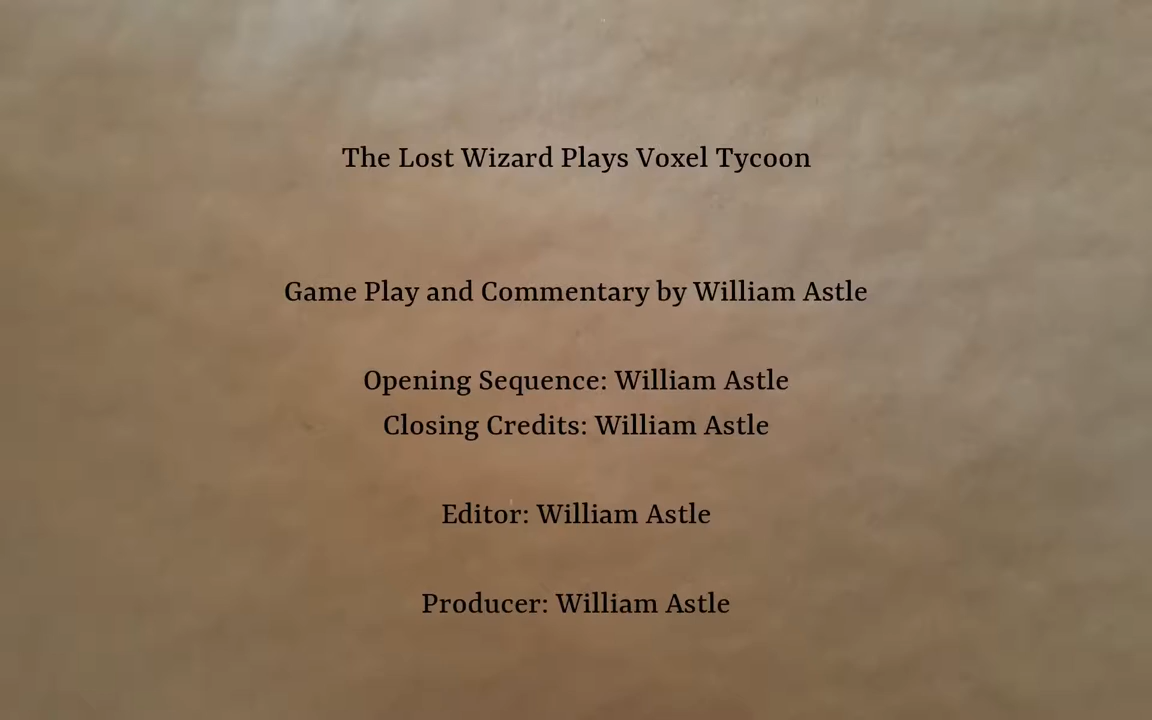 The Lost Wizard Plays Voxel Tycoon
Game Play and Commentary by William Astle
Opening Sequence: William Astle
Closing Credits: William Astle
Editor: William Astle
Producer: William Astle